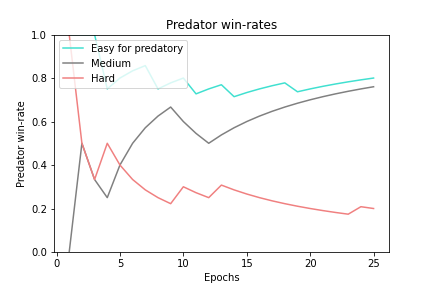 Predator win-rates
1.0
0.8
0.6
0.4
0.2
0.0
Predator win-rate
Easy for predatory
Medium
Hard
0 5 10 15 20 25
Epochs